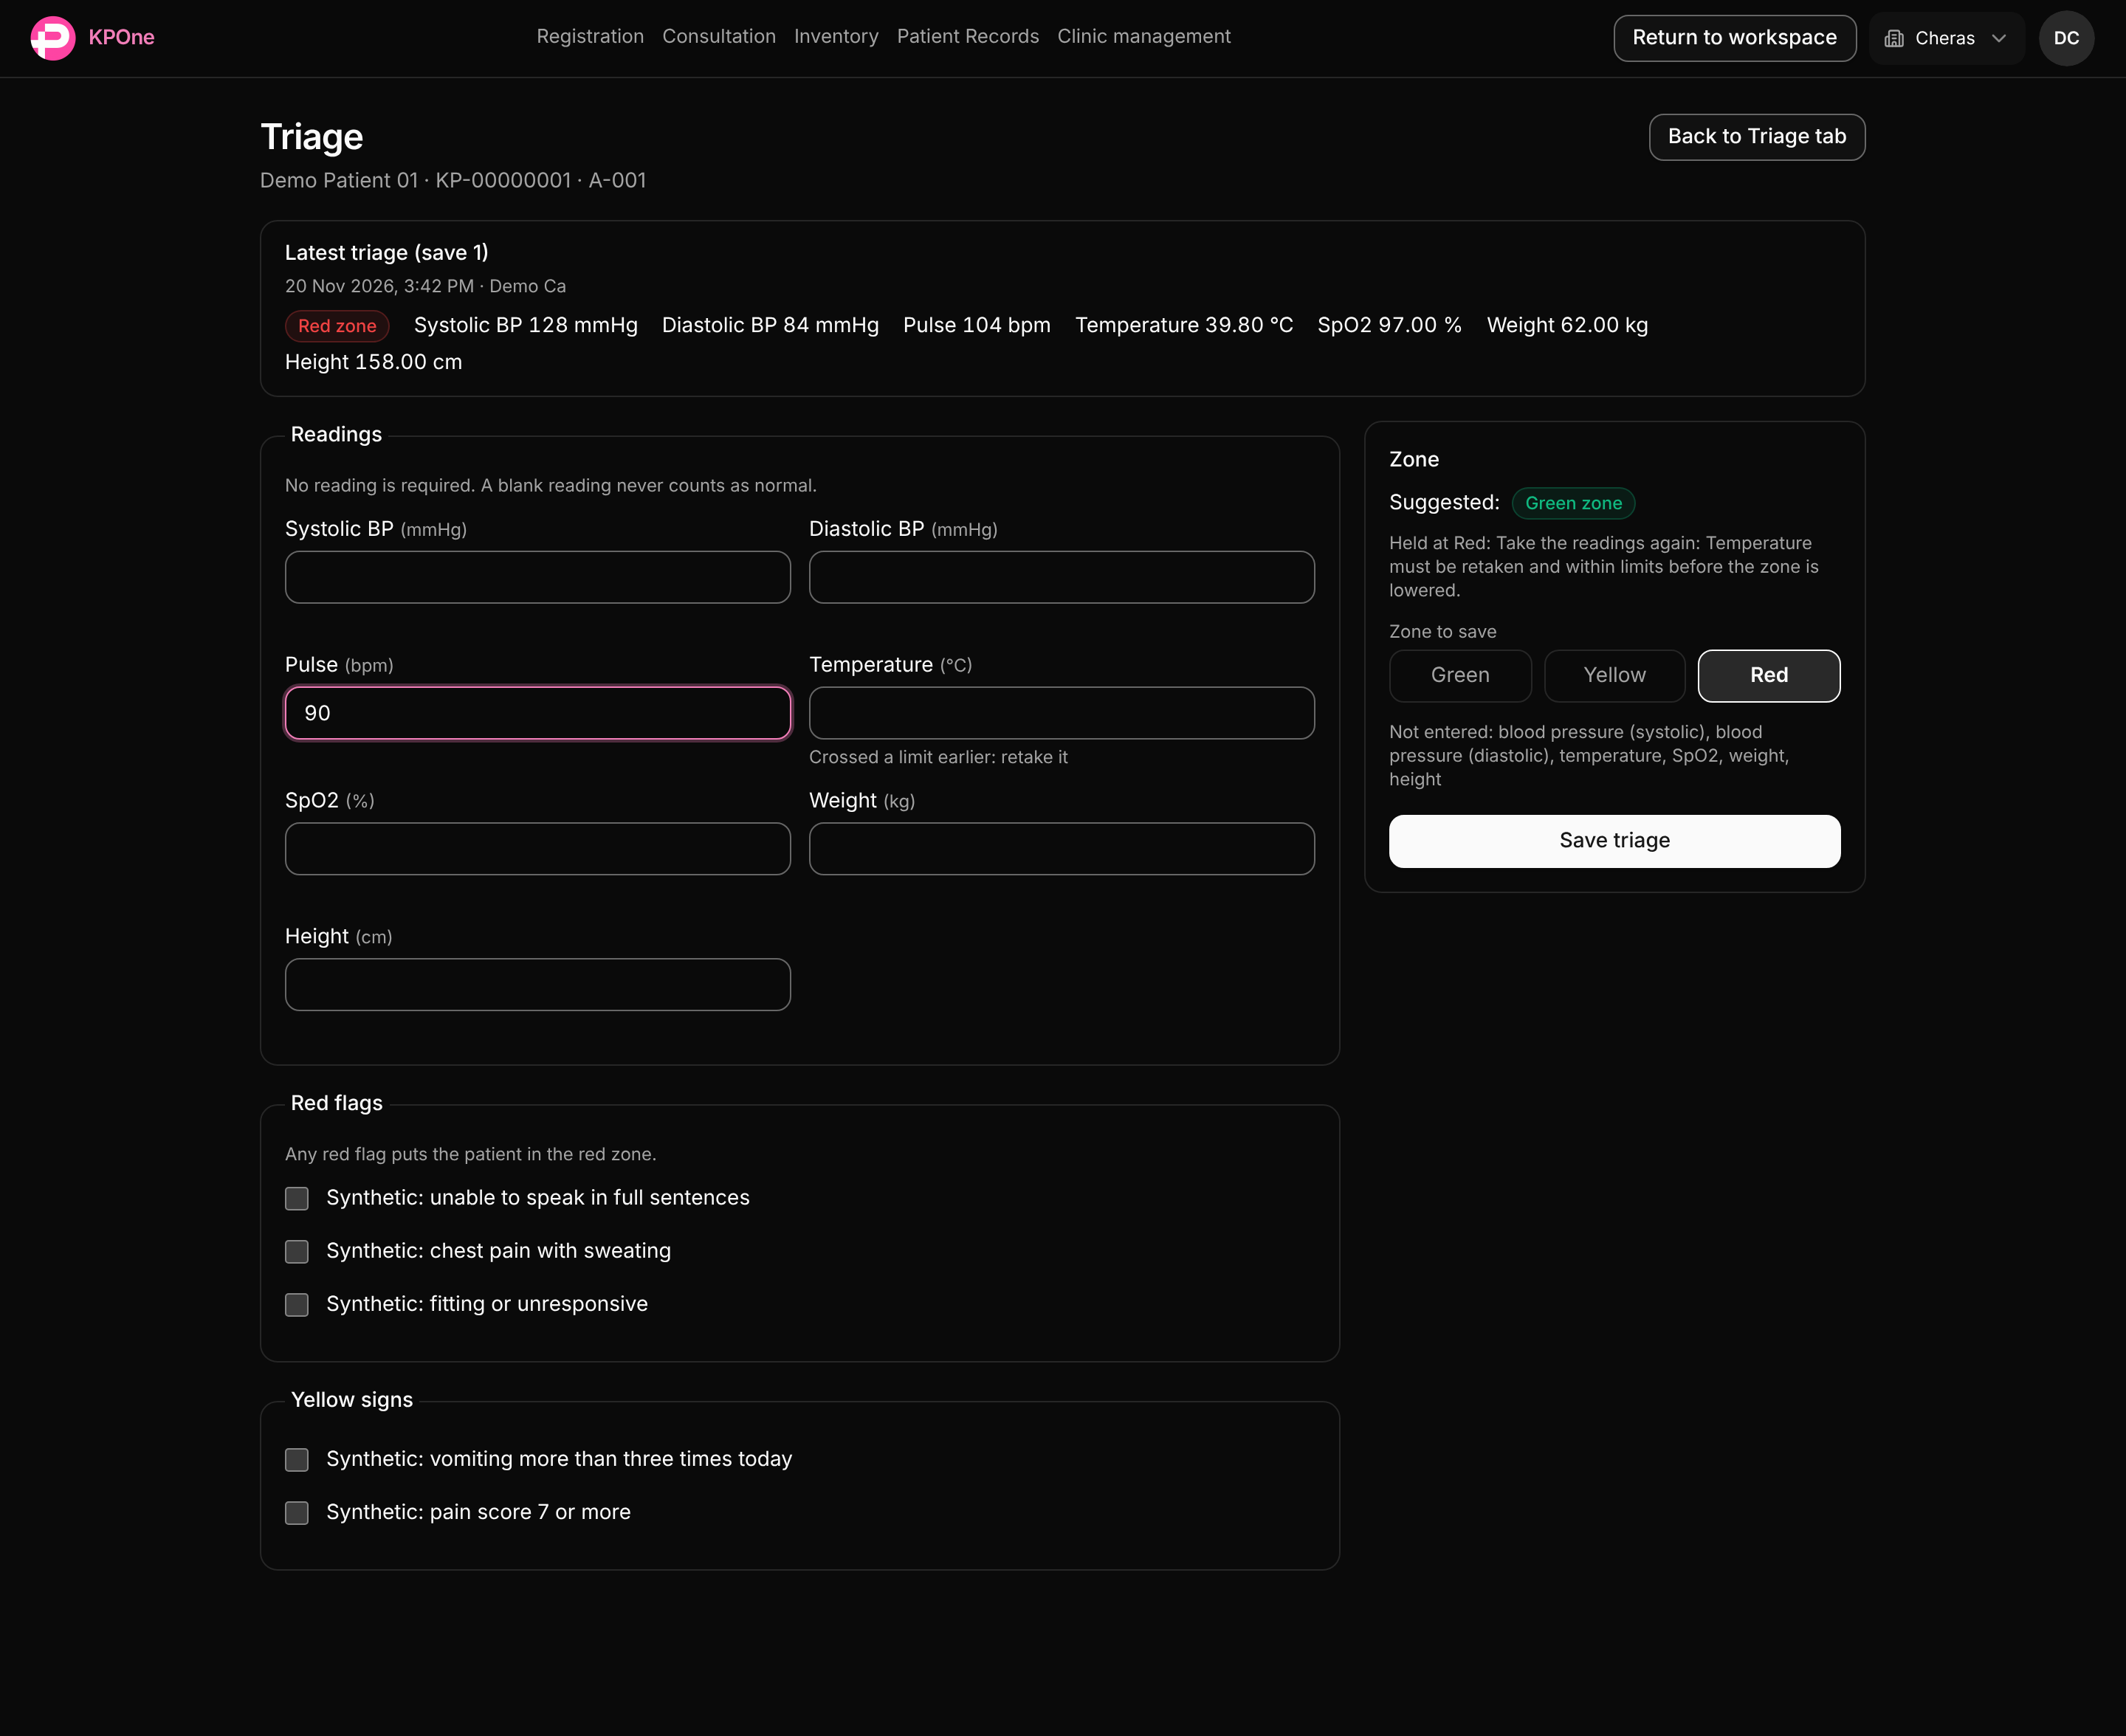 KPOne
Registration Consultation Inventory Patient Records Clinic management
Return to workspace
Cheras
DC
Triage
Back to Triage tab
Demo Patient 01 · KP-00000001 · A-001
Latest triage (save 1)
20 Nov 2026, 3:42 PM · Demo Ca
Red zone Systolic BP 128 mmHg Diastolic BP 84 mmHg Pulse 104 bpm Temperature 39.80 °C SpO2 97.00 % Weight 62.00 kg
Height 158.00 cm
Readings
No reading is required. A blank reading never counts as normal.
Systolic BP (mmHg)
Diastolic BP (mmHg)
Pulse (bpm)
90
Temperature (°C)
Crossed a limit earlier: retake it
SpO2 (%)
Weight (kg)
Height (cm)
Zone
Suggested: Green zone
Held at Red: Take the readings again: Temperature
must be retaken and within limits before the zone is
lowered.
Zone to save
Green Yellow Red
Not entered: blood pressure (systolic), blood
pressure (diastolic), temperature, SpO2, weight,
height
Save triage
Red flags
Any red flag puts the patient in the red zone.
Synthetic: unable to speak in full sentences
Synthetic: chest pain with sweating
Synthetic: fitting or unresponsive
Yellow signs
Synthetic: vomiting more than three times today
Synthetic: pain score 7 or more